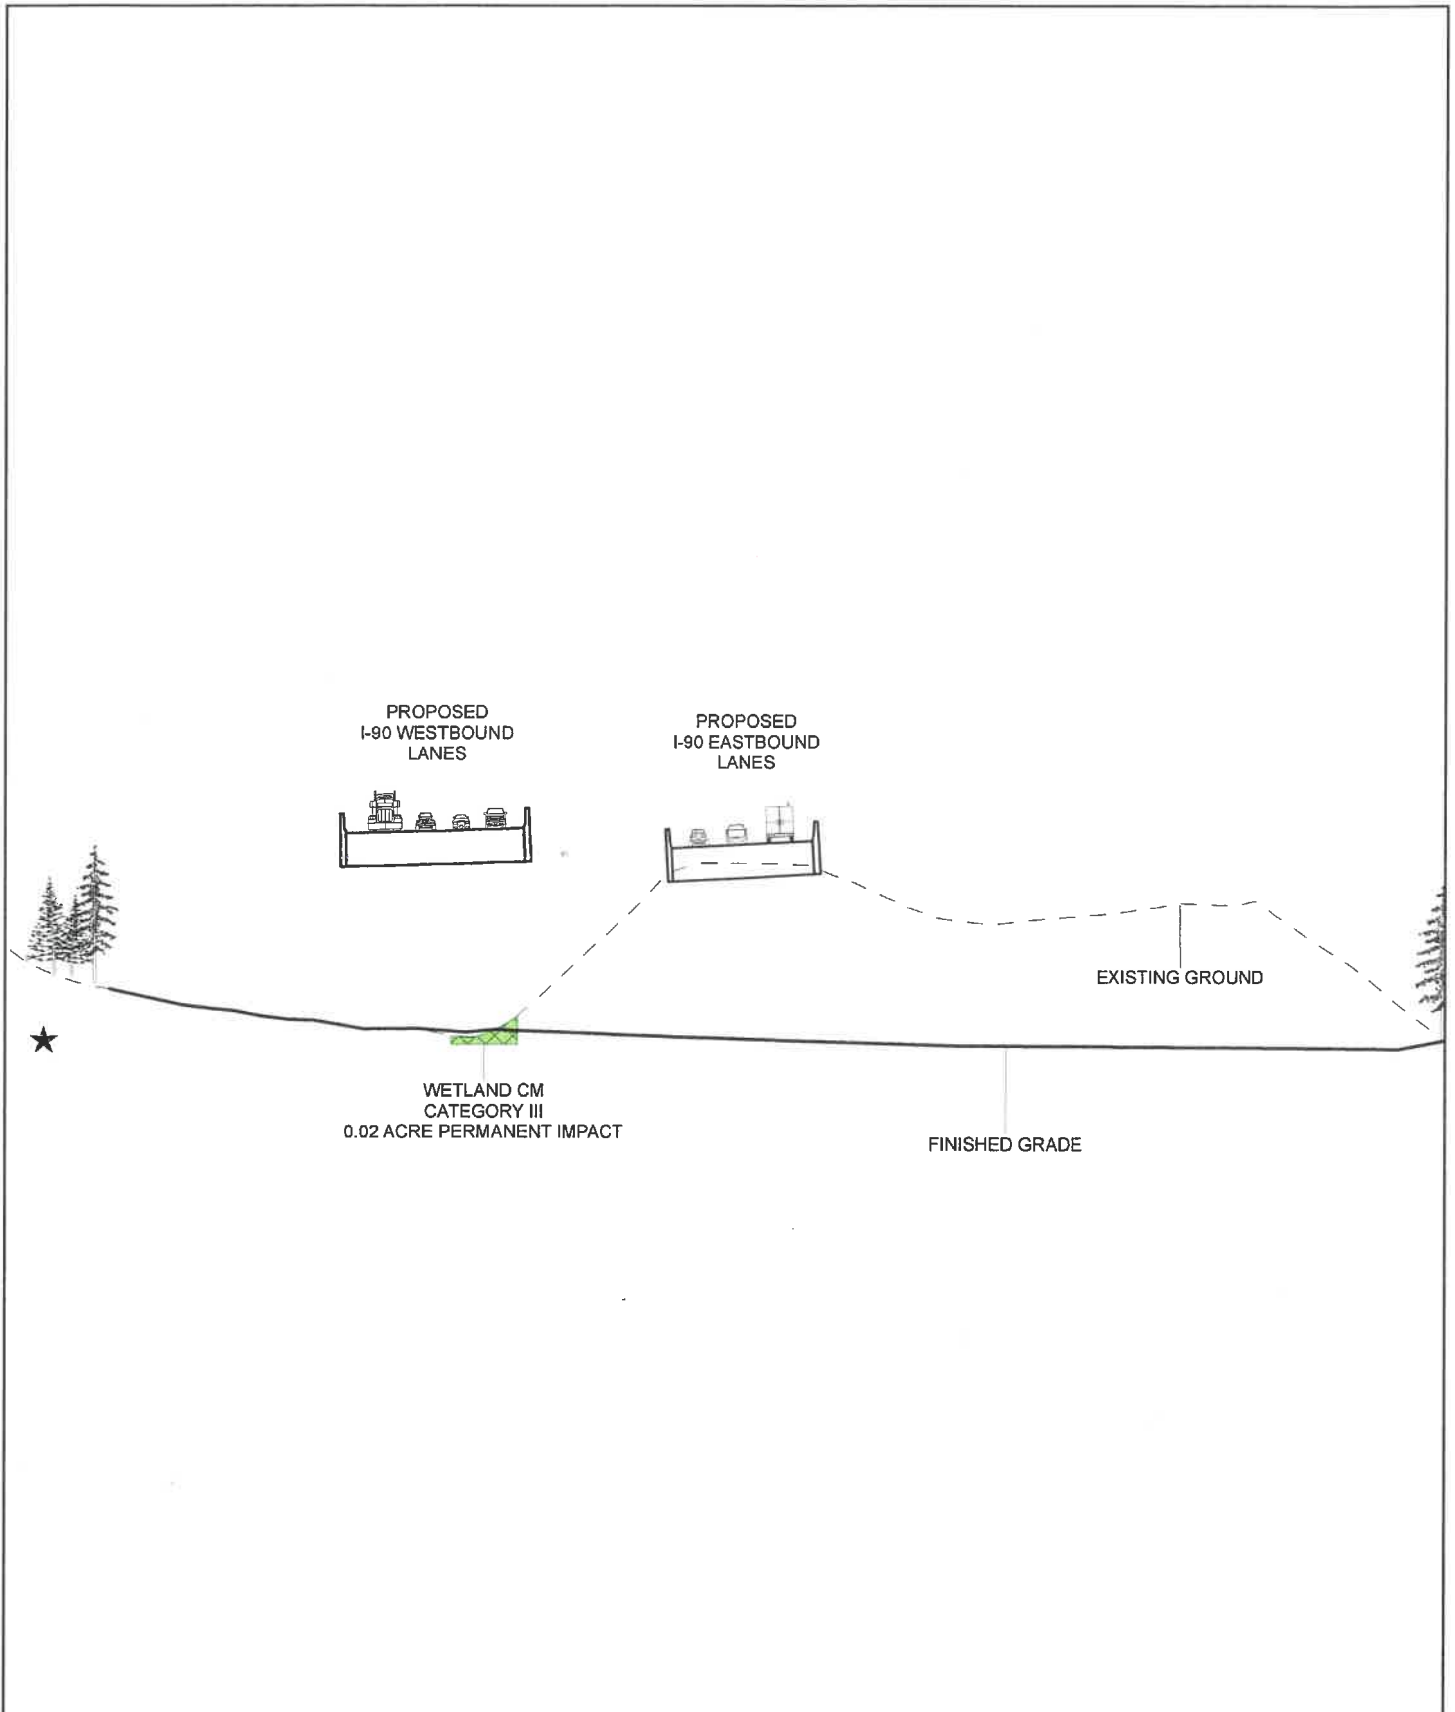 PROPOSED
I-90 WESTBOUND
LANES
PROPOSED
I-90 EASTBOUND
LANES
EXISTING GROUND
WETLAND CM
CATEGORY III
0.02 ACRE PERMANENT IMPACT
FINISHED GRADE